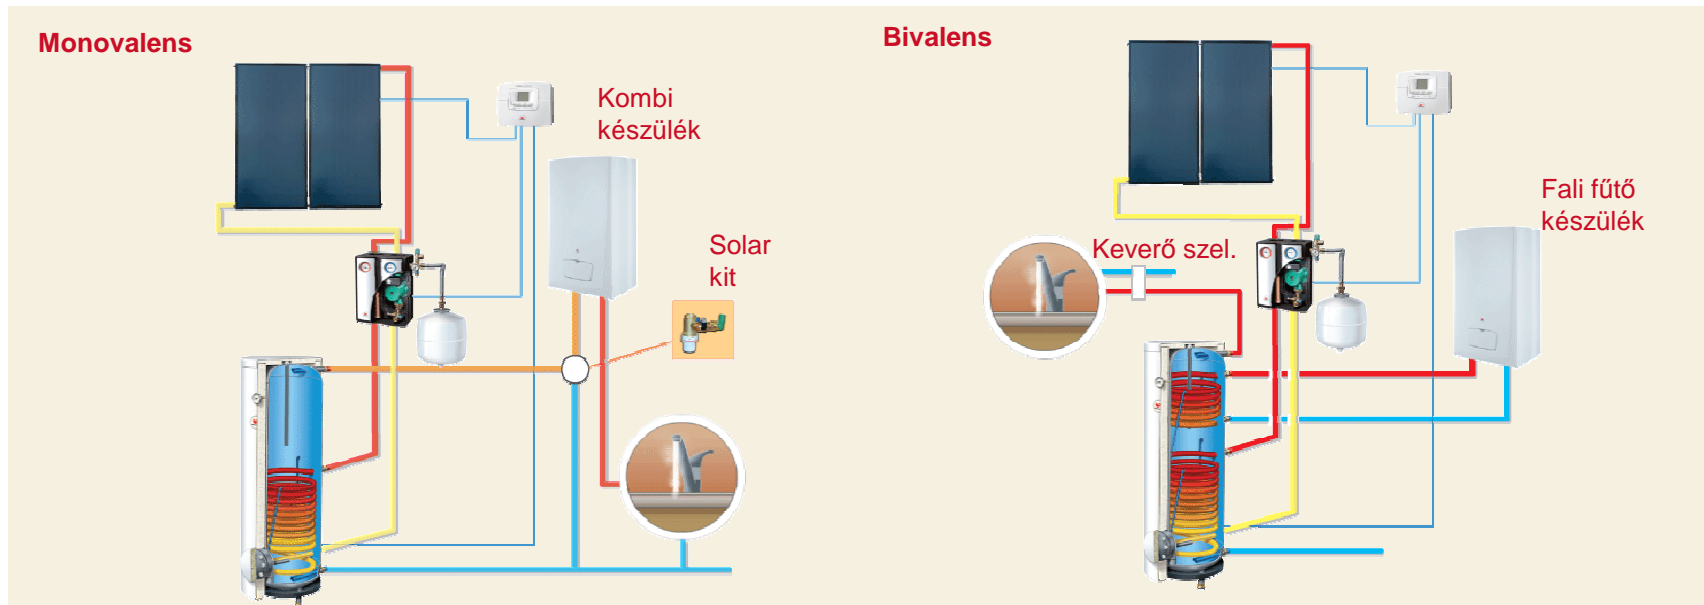 Monovalens
Kombi
készülék
Solar
kit
Bivalens
Fali fűtő
készülék
Keverő szel.